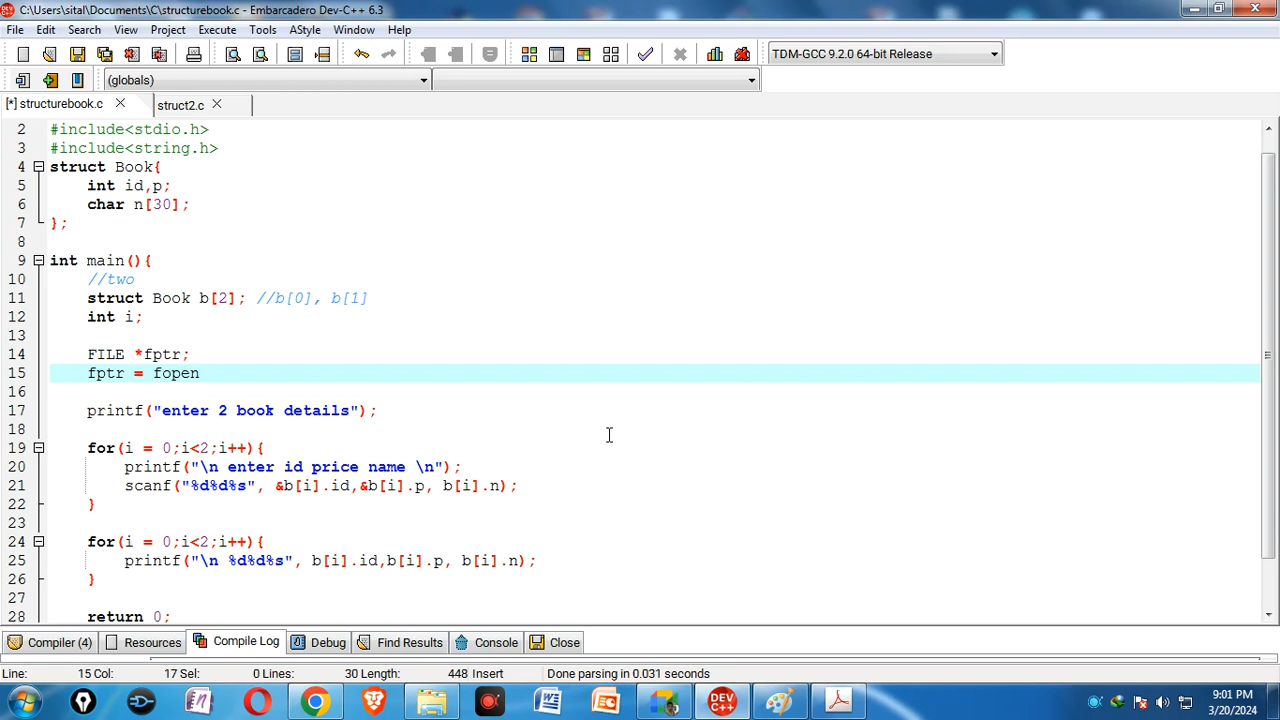 C:\Users\sital\Documents\C\structurebook.c - Embarcadero Dev-C++ 6.3
File Edit Search View Project Execute Tools AStyle Window Help
TDM-GCC 9.2.0 64-bit Release
(globals)
[*] structurebook.c struct2.c
2 #include<stdio.h>
3 #include<string.h>
4 struct Book{
5 int id,p;
6 char n[30];
7 };
8
9 int main(){
10 //two
11 struct Book b[2]; //b[0], b[1]
12 int i;
13
14 FILE *fptr;
15 fptr = fopen
16
17 printf("enter 2 book details");
18
19 for(i = 0;i<2;i++){
20 printf("\n enter id price name \n");
21 scanf("%d%d%s", &b[i].id,&b[i].p, b[i].n);
22 }
23
24 for(i = 0;i<2;i++){
25 printf("\n %d%d%s", b[i].id,b[i].p, b[i].n);
26 }
27
28 return 0;
Compiler (4) Resources Compile Log Debug Find Results Console Close
Line: 15 Col: 17 Sel: 0 Lines: 30 Length: 448 Insert Done parsing in 0.031 seconds
9:01 PM
3/20/2024